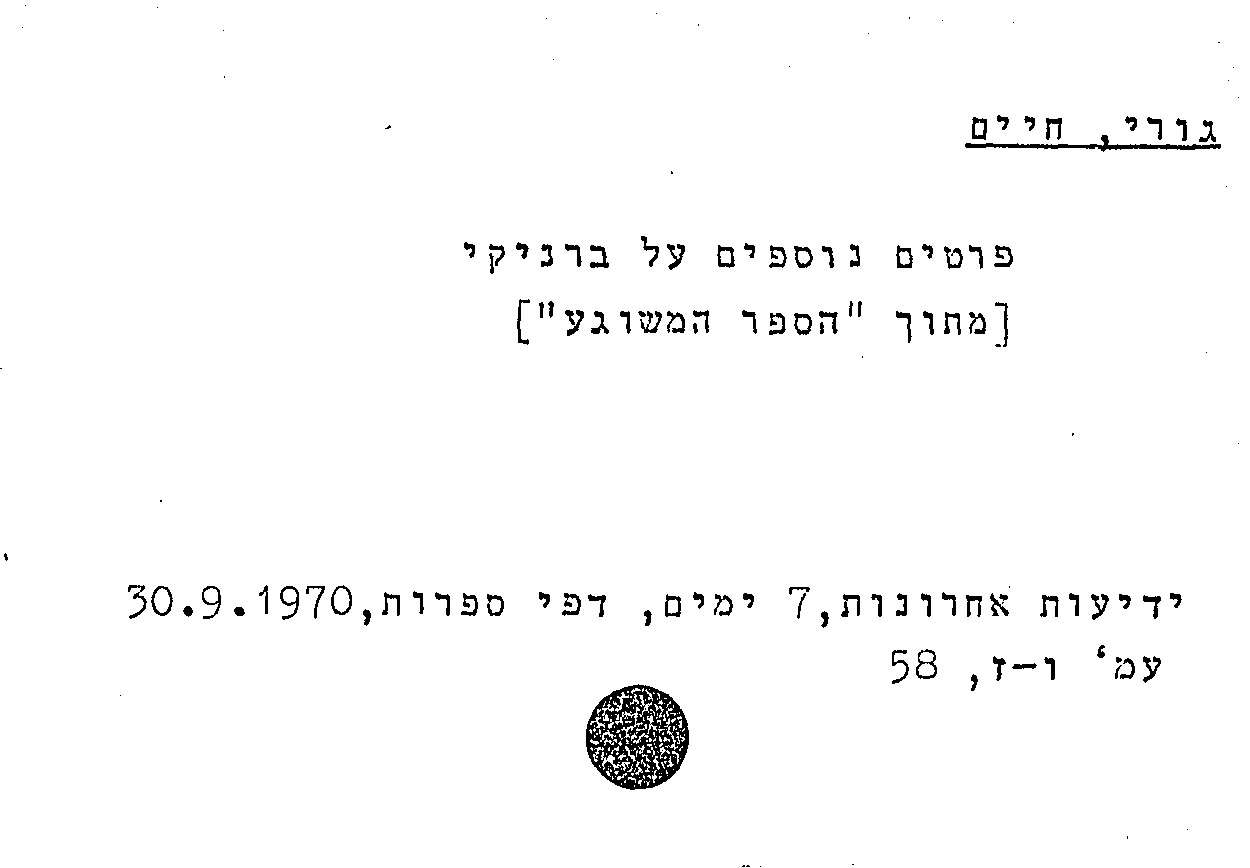 גורי, חיים
פרטים נוספים על ברניקי
[מתוך "הספר המשוגע"]
ידיעות אחרונות,7 ימים, דפי ספרות,30.9.1970
עמ' ו-ז, 58